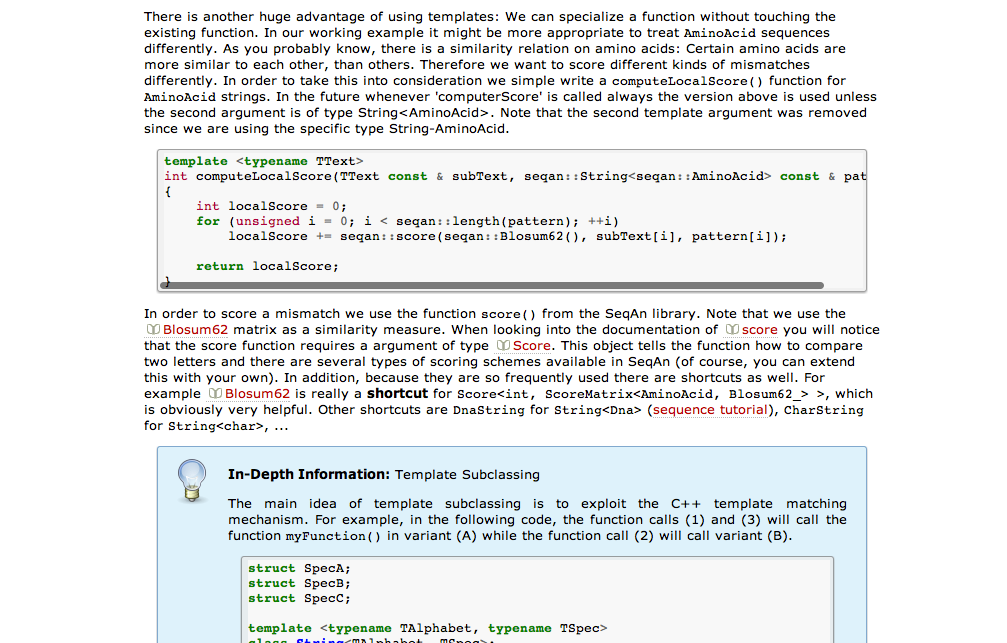 There is another huge advantage of using templates: We can specialize a function without touching the
existing function. In our working example it might be more appropriate to treat AminoAcid sequences
differently. As you probably know, there is a similarity relation on amino acids: Certain amino acids are
more similar to each other, than others. Therefore we want to score different kinds of mismatches
differently. In order to take this into consideration we simple write a computeLocalScore() function for
AminoAcid strings. In the future whenever 'computerScore' is called always the version above is used unless
the second argument is of type String<AminoAcid>. Note that the second template argument was removed
since we are using the specific type String-AminoAcid.
template <typename TText>
int computeLocalScore(TText const & subText, seqan::String<seqan::AminoAcid> const & pat
{
    int localScore = 0;
    for (unsigned i = 0; i < seqan::length(pattern); ++i)
        localScore += seqan::score(seqan::Blosum62(), subText[i], pattern[i]);
    return localScore;
}
In order to score a mismatch we use the function score() from the SeqAn library. Note that we use the
Blosum62 matrix as a similarity measure. When looking into the documentation of score you will notice
that the score function requires a argument of type Score. This object tells the function how to compare
two letters and there are several types of scoring schemes available in SeqAn (of course, you can extend
this with your own). In addition, because they are so frequently used there are shortcuts as well. For
example Blosum62 is really a shortcut for Score<int, ScoreMatrix<AminoAcid, Blosum62_> >, which
is obviously very helpful. Other shortcuts are DnaString for String<Dna> (sequence tutorial), CharString
for String<char>, ...
In-Depth Information: Template Subclassing
The main idea of template subclassing is to exploit the C++ template matching
mechanism. For example, in the following code, the function calls (1) and (3) will call the
function myFunction() in variant (A) while the function call (2) will call variant (B).
struct SpecA;
struct SpecB;
struct SpecC;
template <typename TAlphabet, typename TSpec>
class String<TAlphabet, TSpec>;